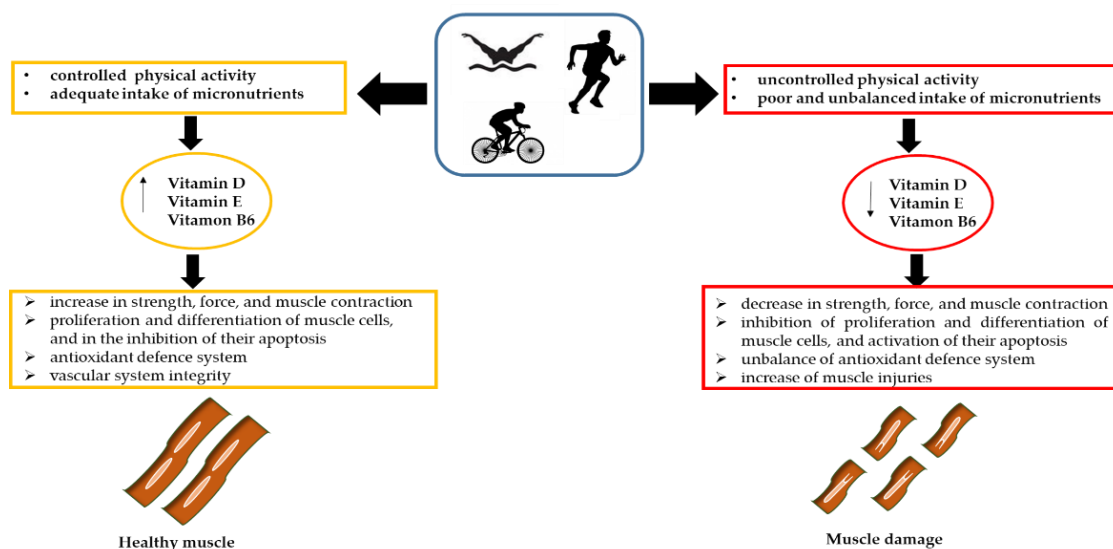 • controlled physical activity
• adequate intake of micronutrients
• uncontrolled physical activity
• poor and unbalanced intake of micronutrients
Vitamin D
Vitamin E
Vitamon B6
Vitamin D
Vitamin E
Vitamon B6
➢ increase in strength, force, and muscle contraction
➢ proliferation and differentiation of muscle cells,
and in the inhibition of their apoptosis
➢ antioxidant defence system
➢ vascular system integrity
➢ decrease in strength, force, and muscle contraction
➢ inhibition of proliferation and differentiation of
muscle cells, and activation of their apoptosis
➢ unbalance of antioxidant defence system
➢ increase of muscle injuries
Healthy muscle
Muscle damage